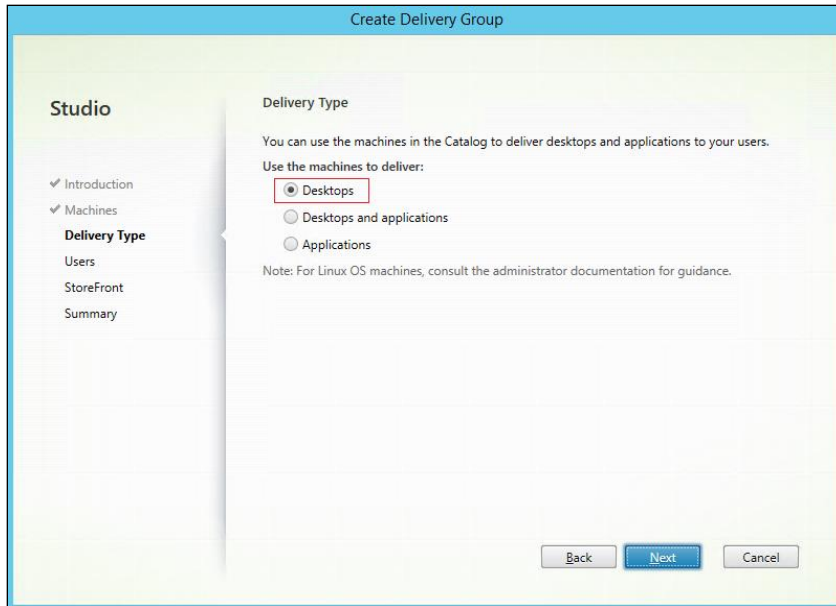 Create Delivery Group
Studio
Introduction
Machines
Delivery Type
Users
StoreFront
Summary
Delivery Type
You can use the machines in the Catalog to deliver desktops and applications to your users.
Use the machines to deliver:
Desktops
Desktops and applications
Applications
Note: For Linux OS machines, consult the administrator documentation for guidance.
Back
Next
Cancel